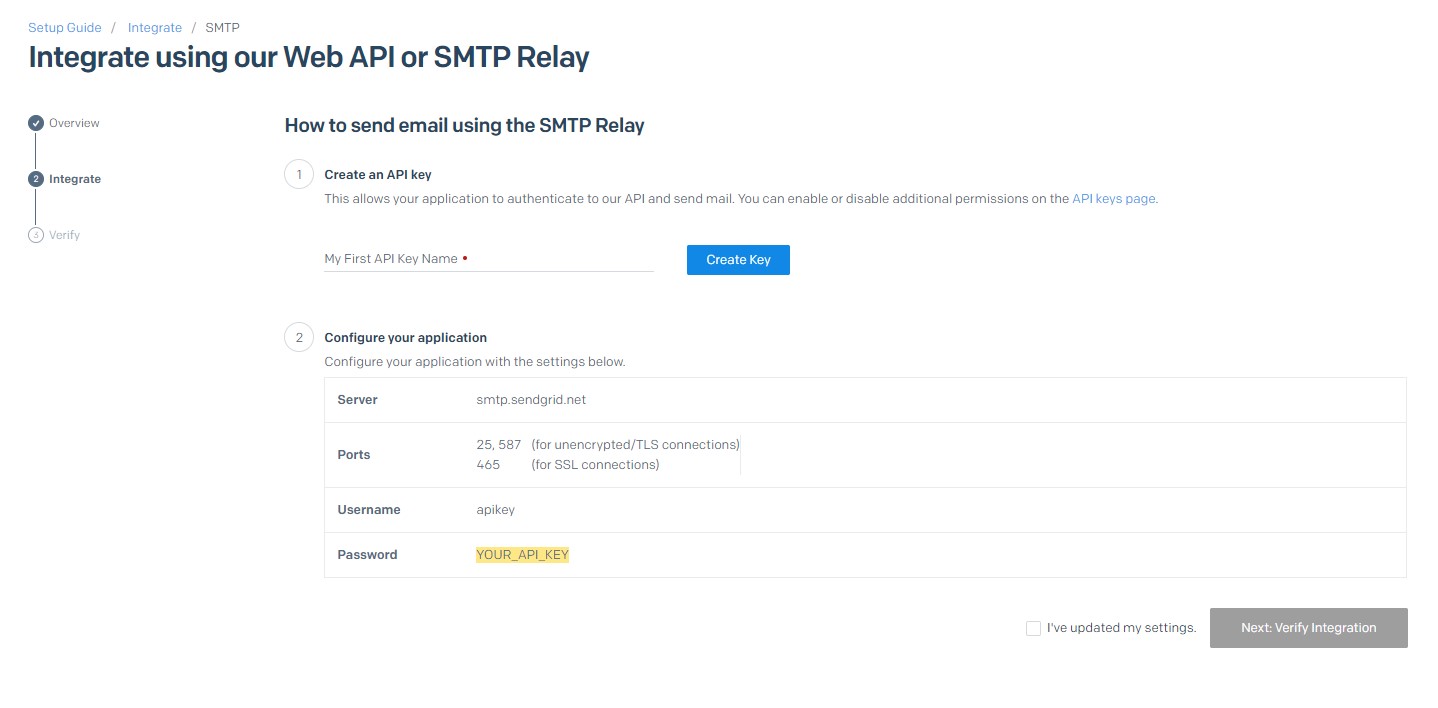 Setup Guide / Integrate / SMTP
Integrate using our Web API or SMTP Relay
Overview
2 Integrate
3 Verify
How to send email using the SMTP Relay
1 Create an API key
This allows your application to authenticate to our API and send mail. You can enable or disable additional permissions on the API keys page.
My First API Key Name •
Create Key
2 Configure your application
Configure your application with the settings below.
Server smtp.sendgrid.net
Ports 25, 587 (for unencrypted/TLS connections)
465 (for SSL connections)
Username apikey
Password YOUR_API_KEY
I've updated my settings. Next: Verify Integration